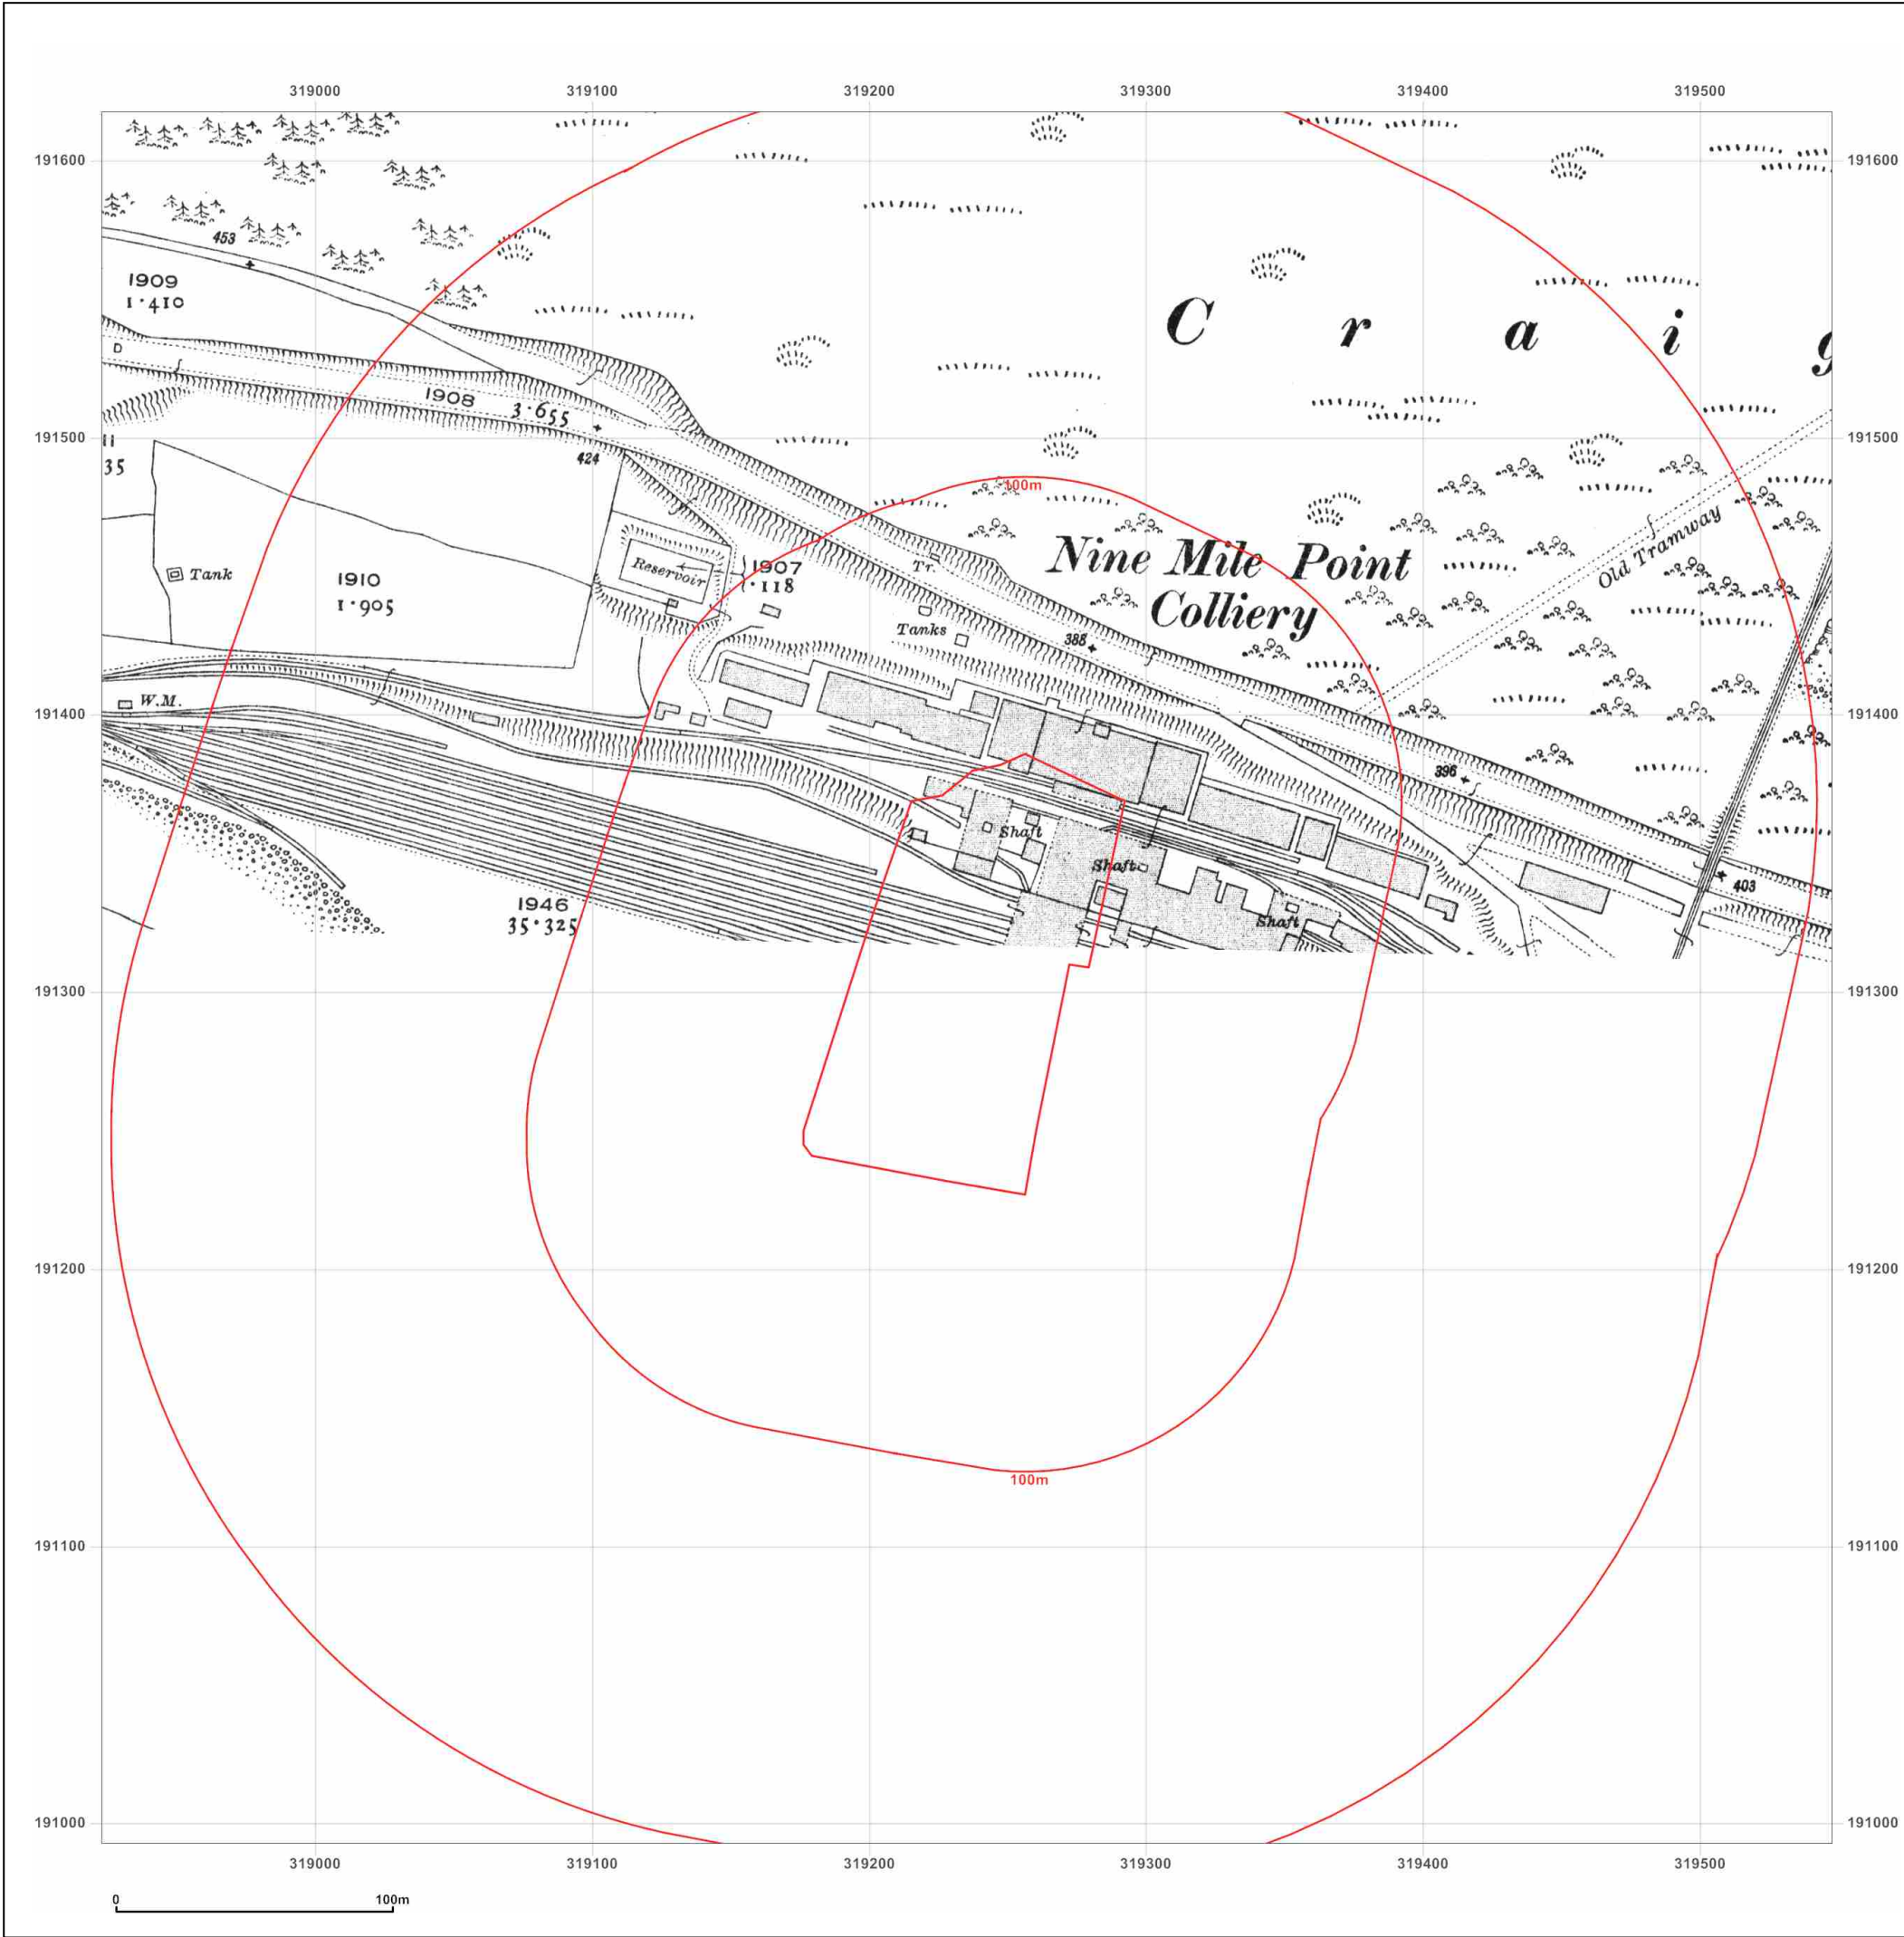 319000 319100 319200 319300 319400 319500
191600 191600
453
1909
1·410
C r a i g
D
1908
3·655
191500 191500
11
35
424
100m
Old Tramway
Nine Mile Point
Colliery
Tr.
Reservoir
1907
·118
Tank
1910
1·905
Tanks
388
W.M.
191400 191400
396
Shaft
Shaft
403
1946
35·325
Shaft
191300 191300
191200 191200
100m
191100 191100
191000 191000
319000 319100 319200 319300 319400 319500
0 100m